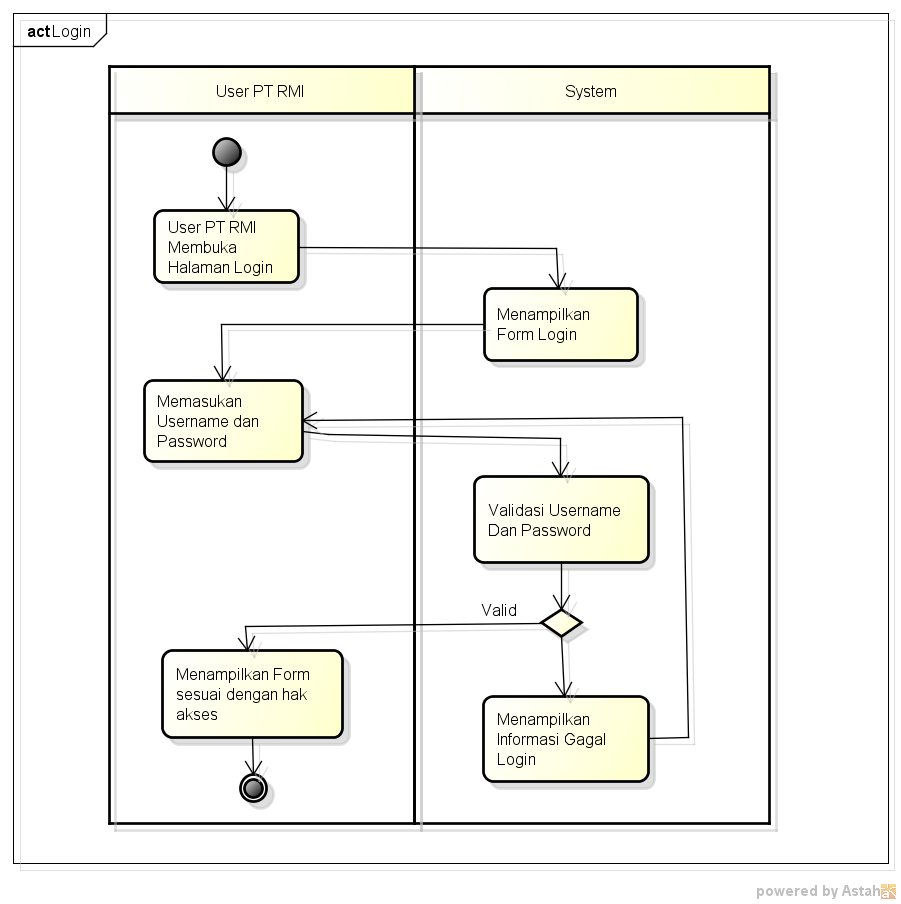 act Login
User PT RMI
System
User PT RMI
Membuka
Halaman Login
Menampilkan
Form Login
Memasukan
Username dan
Password
Validasi Username
Dan Password
Valid
Menampilkan Form
sesuai dengan hak
akses
Menampilkan
Informasi Gagal
Login
powered by Astah